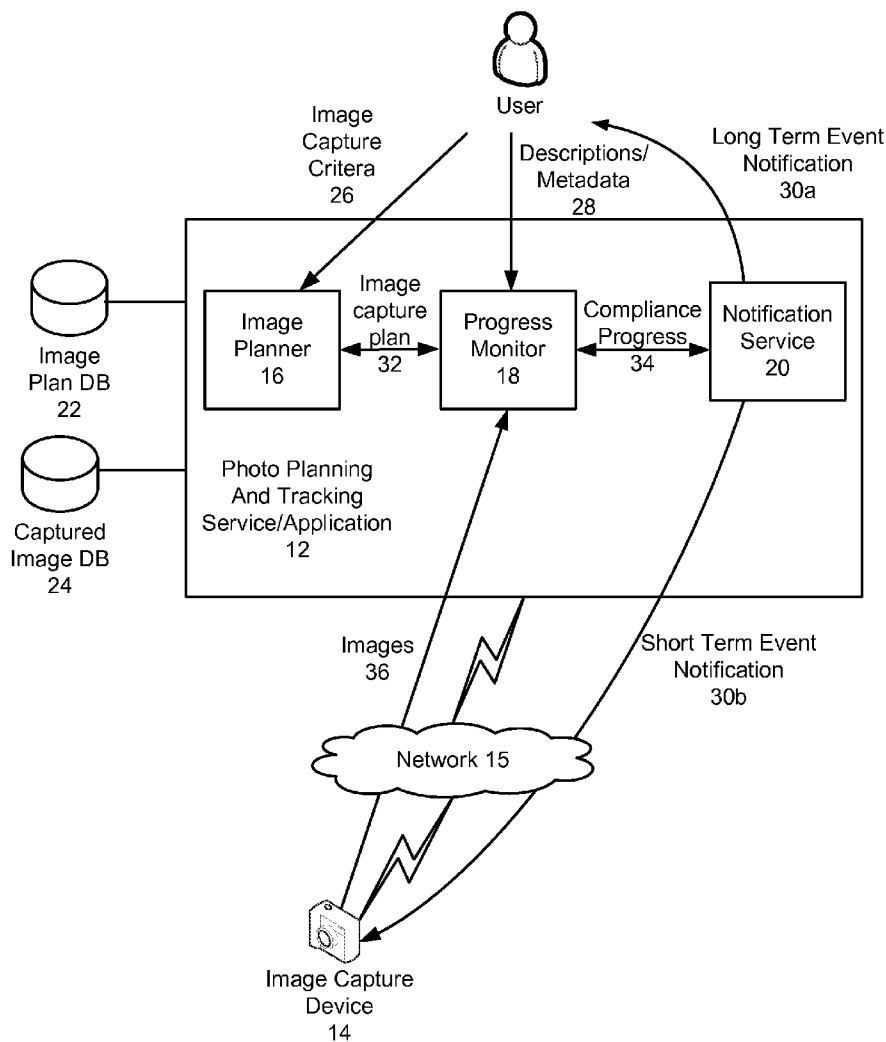 User
Image
Capture
Critera
26
Descriptions/
Metadata
28
Long Term Event
Notification
30a
Image
Plan DB
22
Image
Planner
16
Image
capture
plan
32
Progress
Monitor
18
Compliance
Progress
34
Notification
Service
20
Captured
Image DB
24
Photo Planning
And Tracking
Service/Application
12
Images
36
Short Term Event
Notification
30b
Network 15
Image Capture
Device
14